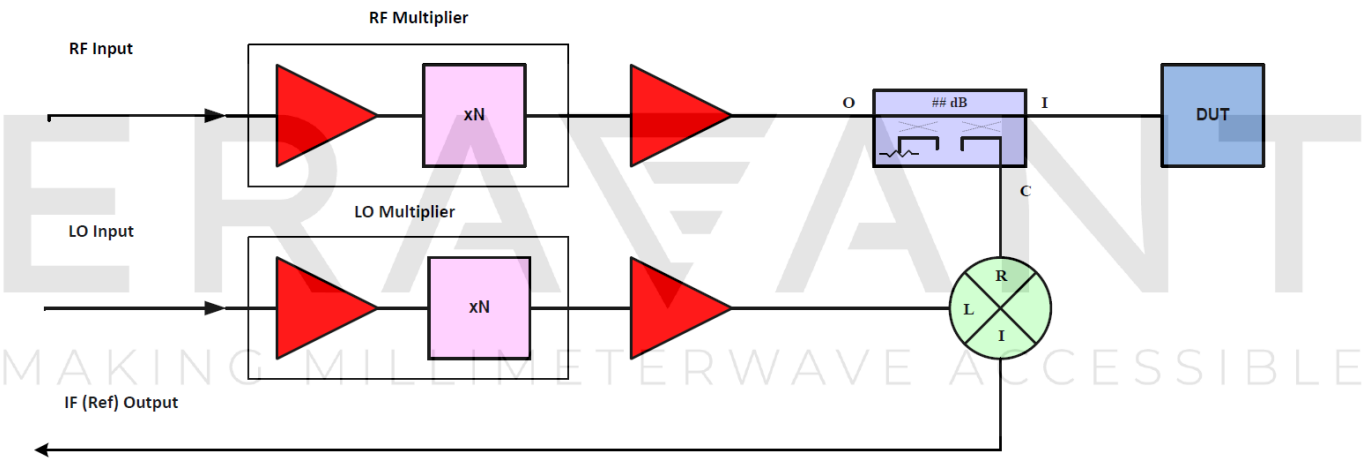 RF Multiplier
RF Input
xN
O
## dB
I
DUT
C
LO Multiplier
LO Input
xN
R
L
I
IF (Ref) Output
ERAVANT
MAKING MILLIMETERWAVE ACCESSIBLE